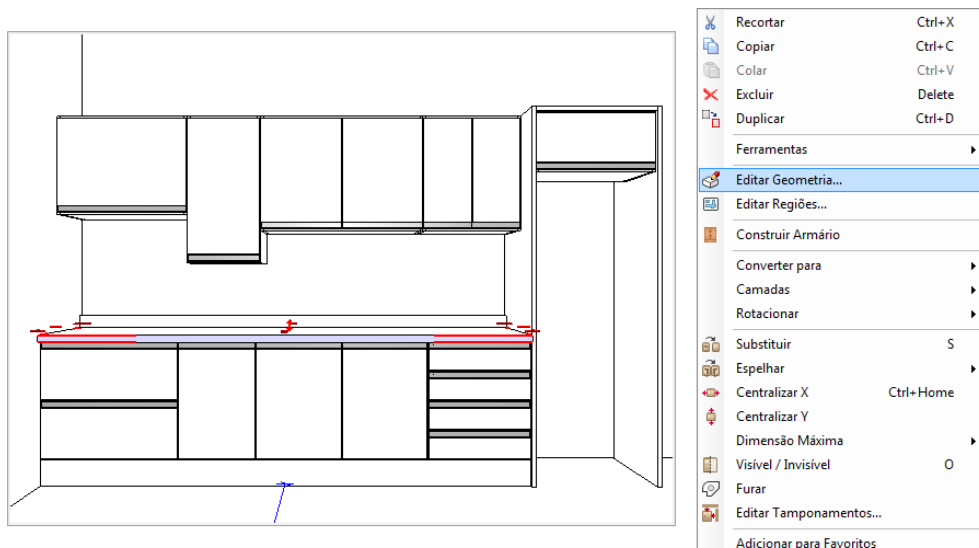 Recortar Ctrl+X
Copiar Ctrl+C
Colar Ctrl+V
Excluir Delete
Duplicar Ctrl+D
Ferramentas
Editar Geometria...
Editar Regiões...
Construir Armário
Converter para
Camadas
Rotacionar
Substituir S
Espelhar
Centralizar X Ctrl+Home
Centralizar Y
Dimensão Máxima
Visível / Invisível O
Furar
Editar Tamponamentos...
Adicionar para Favoritos